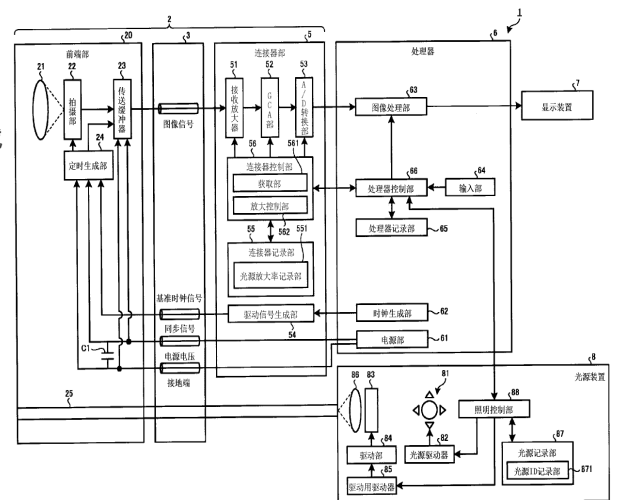 1
2
前端部
20
3
连接器部
5
处理器
6
21
22
23
51
52
53
63
7
拍摄部
传送缓冲器
接收放大器
GCA部
A/D转换部
图像处理部
显示装置
图像信号
24
定时生成部
56
561
连接器控制部
获取部
放大控制部
562
66
64
处理器控制部
输入部
处理器记录部
65
55
551
连接器记录部
光源放大率记录部
基准时钟信号
驱动信号生成部
54
时钟生成部
62
同步信号
电源部
61
C1
电源电压
接地端
8
光源装置
25
86
83
81
88
照明控制部
84
驱动部
82
光源驱动器
87
光源记录部
光源ID记录部
871
85
驱动用驱动器